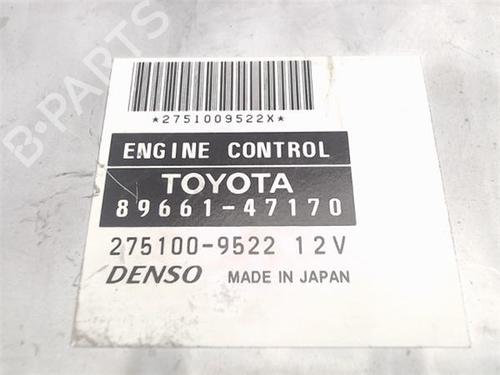 *2751009522X*
ENGINE CONTROL
TOYOTA
89661-47170
275100-9522 12V
DENSO MADE IN JAPAN
B-PARTS